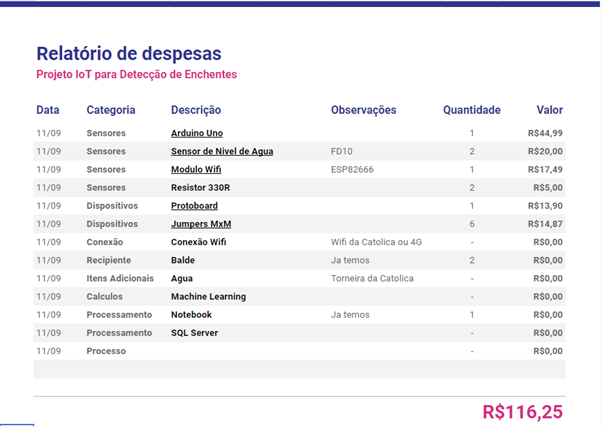 Relatório de despesas
Projeto IoT para Detecção de Enchentes
Data Categoria Descrição Observações Quantidade Valor
11/09 Sensores Arduino Uno 1 R$44,99
11/09 Sensores Sensor de Nivel de Agua FD10 2 R$20,00
11/09 Sensores Modulo Wifi ESP82666 1 R$17,49
11/09 Sensores Resistor 330R 2 R$5,00
11/09 Dispositivos Protoboard 1 R$13,90
11/09 Dispositivos Jumpers MxM 6 R$14,87
11/09 Conexão Conexão Wifi Wifi da Catolica ou 4G - R$0,00
11/09 Recipiente Balde Ja temos 2 R$0,00
11/09 Itens Adicionais Agua Torneira da Catolica - R$0,00
11/09 Calculos Machine Learning - R$0,00
11/09 Processamento Notebook Ja temos 1 R$0,00
11/09 Processamento SQL Server - R$0,00
11/09 Processo - R$0,00
R$116,25